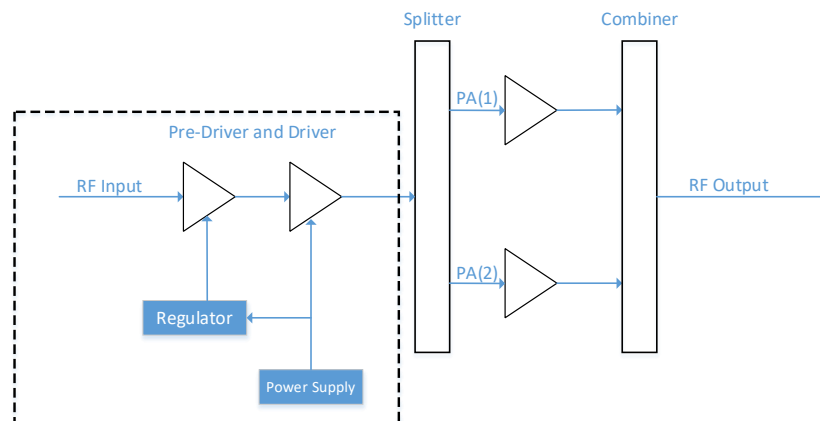 Splitter
Combiner
PA(1)
Pre-Driver and Driver
RF Input
RF Output
PA(2)
Regulator
Power Supply